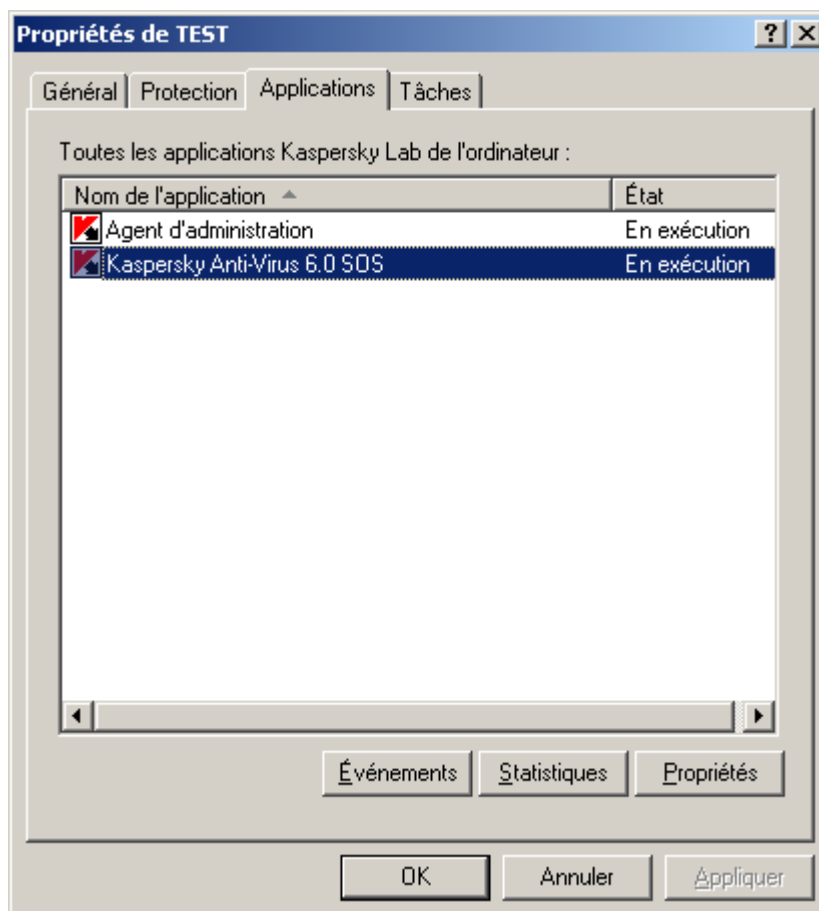 Propriétés de TEST
Général Protection Applications Tâches
Toutes les applications Kaspersky Lab de l'ordinateur :
Nom de l'application État
Agent d'administration En exécution
Kaspersky Anti-Virus 6.0 SOS En exécution
Événements Statistiques Propriétés
OK Annuler Appliquer